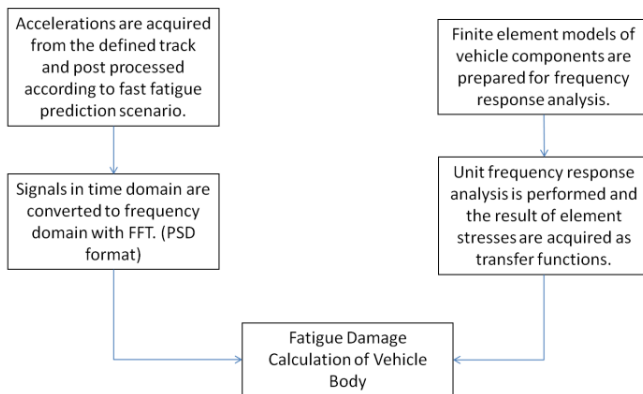 Accelerations are acquired
from the defined track
and post processed
according to fast fatigue
prediction scenario.
Signals in time domain are
converted to frequency
domain with FFT. (PSD
format)
Finite element models of
vehicle components are
prepared for frequency
response analysis.
Unit frequency response
analysis is performed and
the result of element
stresses are acquired as
transfer functions.
Fatigue Damage
Calculation of Vehicle
Body